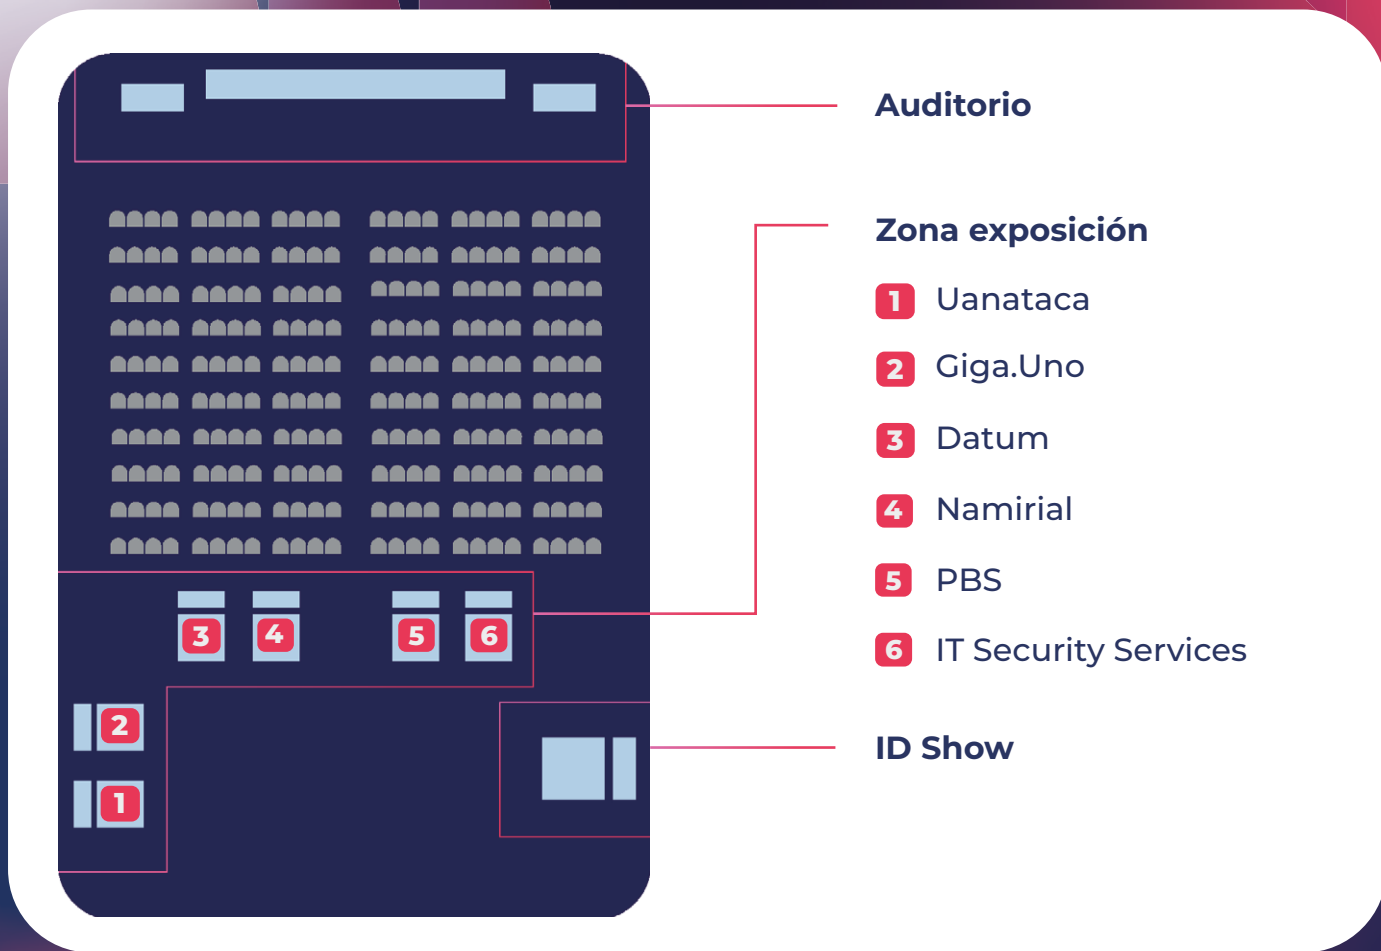 Auditorio
Zona exposición
1 Uanataca
2 Giga.Uno
3 Datum
4 Namirial
5 PBS
6 IT Security Services
ID Show
3 4 5 6
2
1